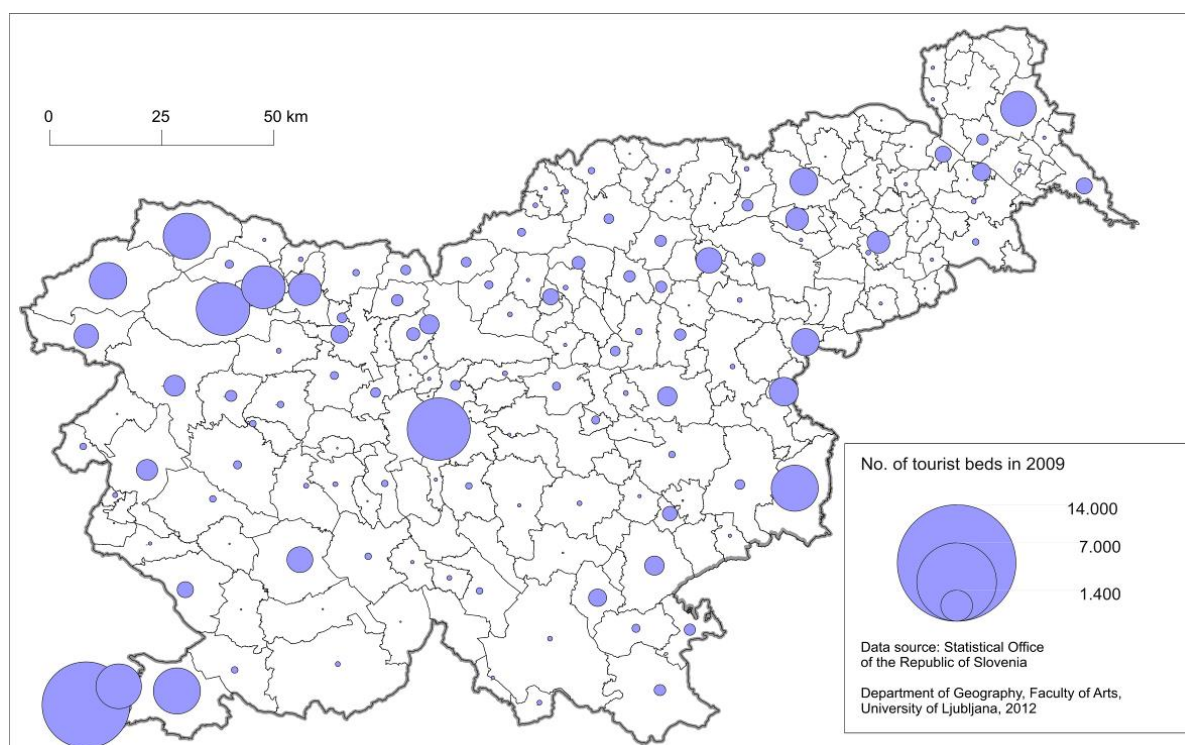 0 25 50 km
No. of tourist beds in 2009
14.000
7.000
1.400
Data source: Statistical Office
of the Republic of Slovenia
Department of Geography, Faculty of Arts,
University of Ljubljana, 2012